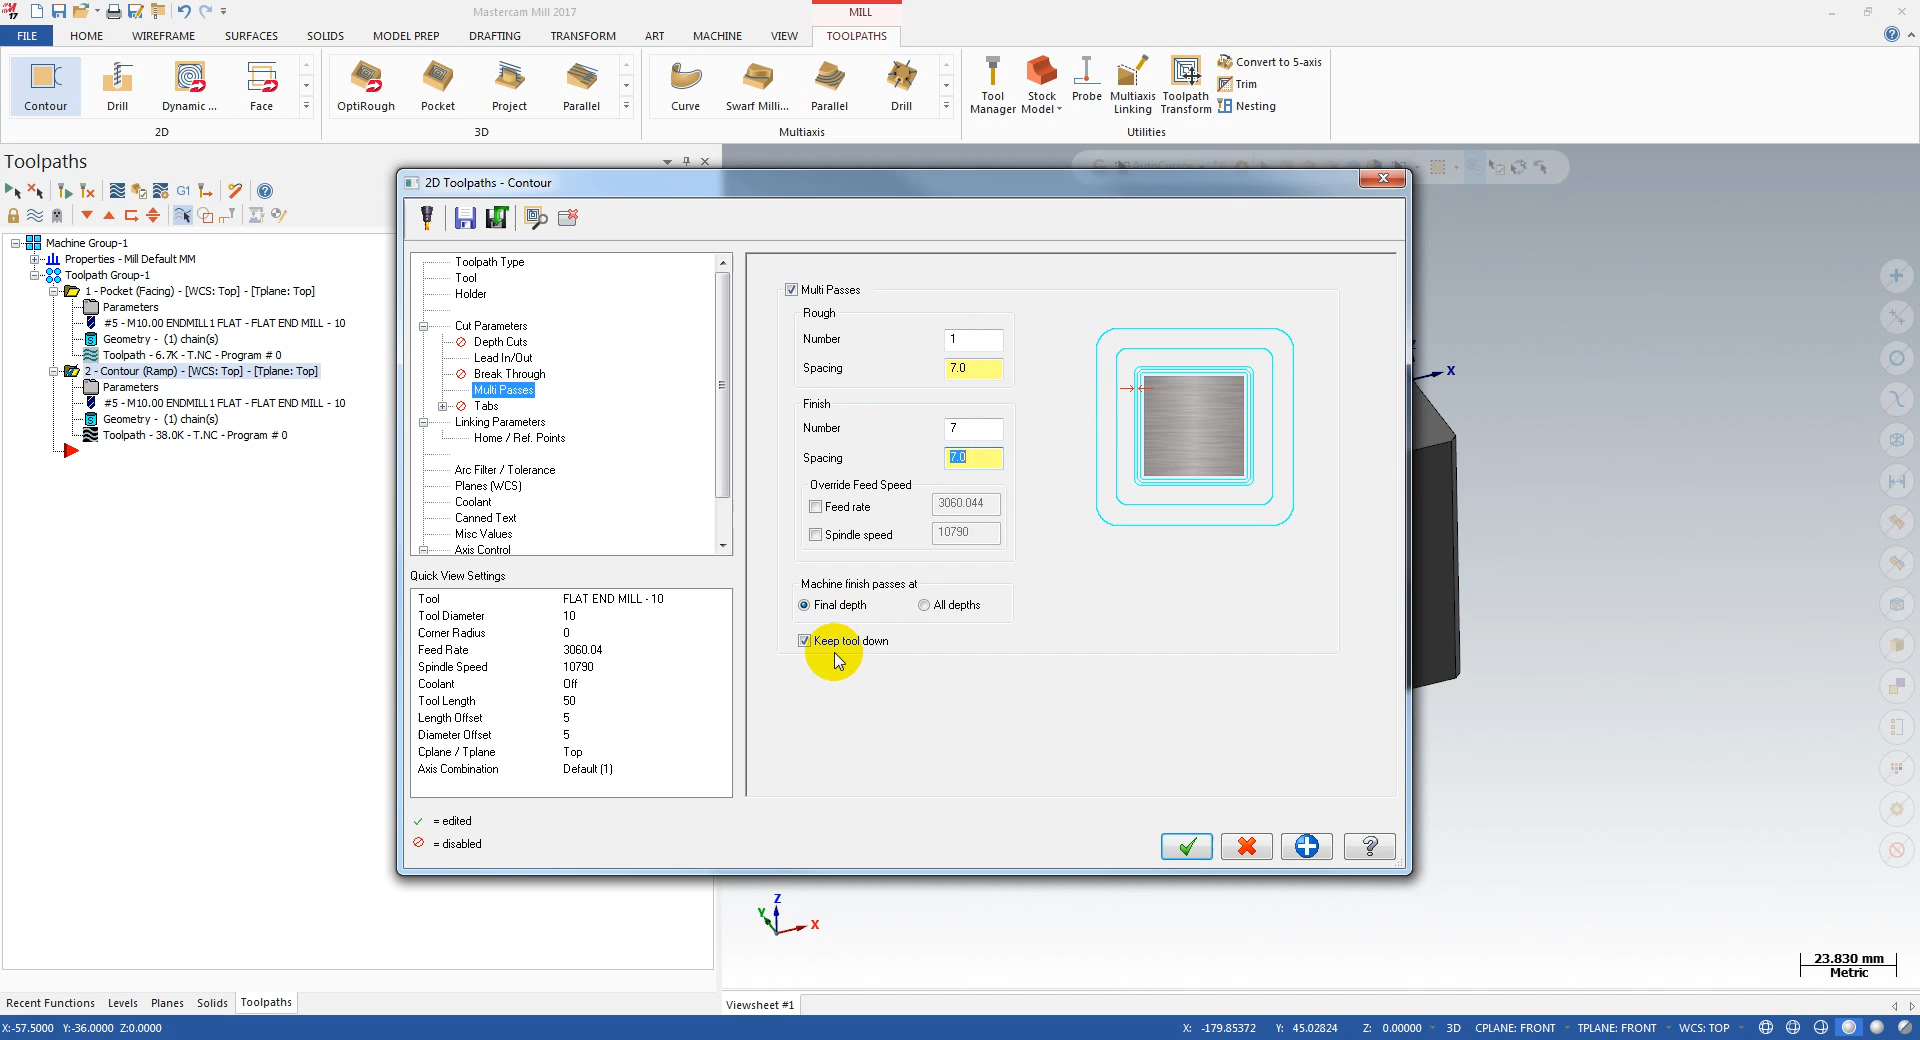 17
Mastercam Mill 2017
MILL
FILE
HOME
WIREFRAME
SURFACES
SOLIDS
MODEL PREP
DRAFTING
TRANSFORM
ART
MACHINE
VIEW
TOOLPATHS
Contour
Drill
Dynamic ...
Face
2D
OptiRough
Pocket
Project
Parallel
3D
Curve
Swarf Milli...
Parallel
Drill
Multiaxis
Tool Manager
Stock Model
Probe
Multiaxis Linking
Toolpath Transform
Convert to 5-axis
Trim
Nesting
Utilities
Toolpaths
G1
Machine Group-1
Properties - Mill Default MM
Toolpath Group-1
1 - Pocket (Facing) - [WCS: Top] - [Tplane: Top]
Parameters
#5 - M10.00 ENDMILL1 FLAT - FLAT END MILL - 10
Geometry - (1) chain(s)
Toolpath - 6.7K - T.NC - Program # 0
2 - Contour (Ramp) - [WCS: Top] - [Tplane: Top]
Parameters
#5 - M10.00 ENDMILL1 FLAT - FLAT END MILL - 10
Geometry - (1) chain(s)
Toolpath - 38.0K - T.NC - Program # 0
AutoCursor
2D Toolpaths - Contour
Toolpath Type
Tool
Holder
Cut Parameters
Depth Cuts
Lead In/Out
Break Through
Multi Passes
Tabs
Linking Parameters
Home / Ref. Points
Arc Filter / Tolerance
Planes (WCS)
Coolant
Canned Text
Misc Values
Axis Control
Quick View Settings
Tool FLAT END MILL - 10
Tool Diameter 10
Corner Radius 0
Feed Rate 3060.04
Spindle Speed 10790
Coolant Off
Tool Length 50
Length Offset 5
Diameter Offset 5
Cplane / Tplane Top
Axis Combination Default (1)
= edited
= disabled
Multi Passes
Rough
Number 1
Spacing 7.0
Finish
Number 7
Spacing 7.0
Override Feed Speed
Feed rate 3060.044
Spindle speed 10790
Machine finish passes at
Final depth
All depths
Keep tool down
Z
X
Z
Y
X
23.830 mm
Metric
Recent Functions
Levels
Planes
Solids
Toolpaths
Viewsheet #1
X:-57.5000 Y:-36.0000 Z:0.0000
X: -179.85372 Y: 45.02824 Z: 0.00000 3D CPLANE: FRONT TPLANE: FRONT WCS: TOP